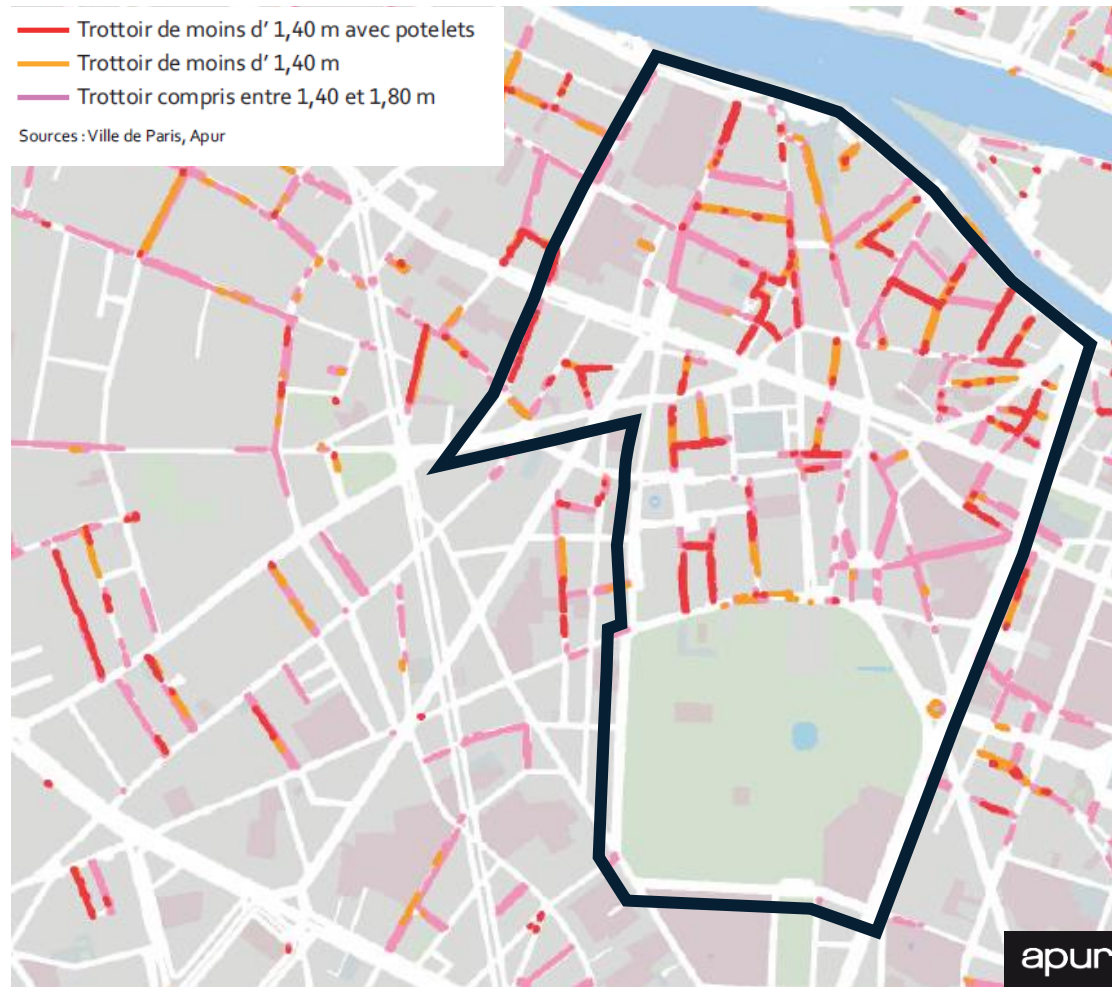 Trottoir de moins d’ 1,40 m avec potelets
Trottoir de moins d’ 1,40 m
Trottoir compris entre 1,40 et 1,80 m
Sources : Ville de Paris, Apur
apur